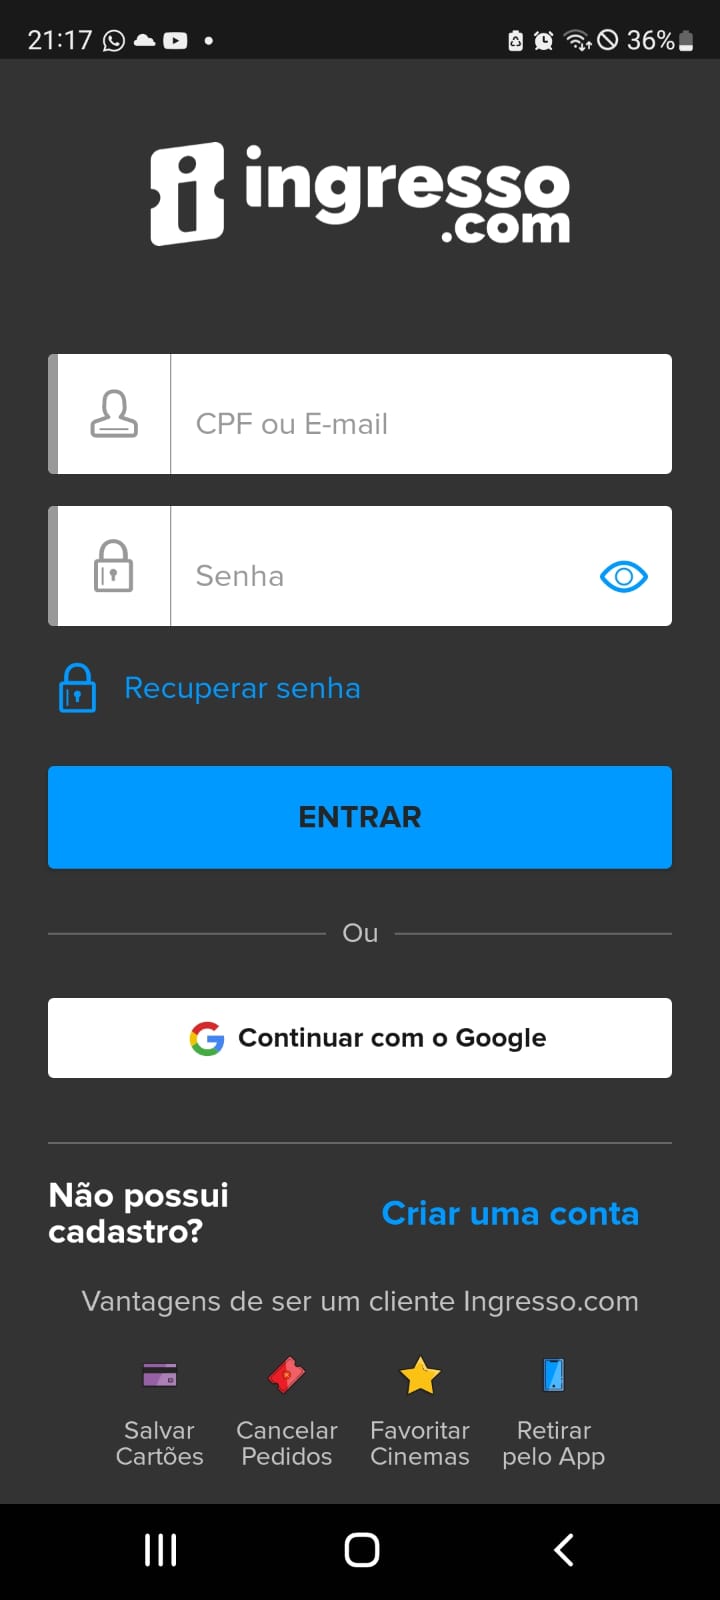 21:17 36%
ingresso
.com
CPF ou E-mail
Senha
Recuperar senha
ENTRAR
Ou
Continuar com o Google
Não possui
cadastro?
Criar uma conta
Vantagens de ser um cliente Ingresso.com
Salvar
Cartões
Cancelar
Pedidos
Favoritar
Cinemas
Retirar
pelo App